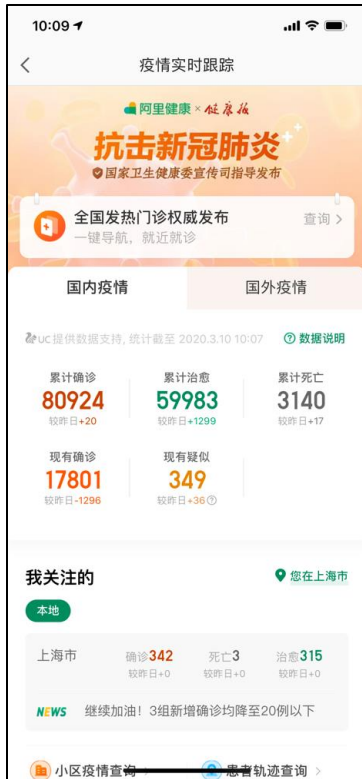 10:09
疫情实时跟踪
阿里健康 × 健康报
抗击新冠肺炎
国家卫生健康委宣传司指导发布
全国发热门诊权威发布
查询 >
一键导航，就近就诊
国内疫情 国外疫情
UC 提供数据支持, 统计截至 2020.3.10 10:07 数据说明
累计确诊 累计治愈 累计死亡
80924 59983 3140
较昨日+20 较昨日+1299 较昨日+17
现有确诊 现有疑似
17801 349
较昨日-1296 较昨日+36
我关注的 您在上海市
本地
上海市 确诊342 死亡3 治愈315
较昨日+0 较昨日+0 较昨日+0
NEWS 继续加油！3组新增确诊均降至20例以下
小区疫情查询 > 患者轨迹查询 >